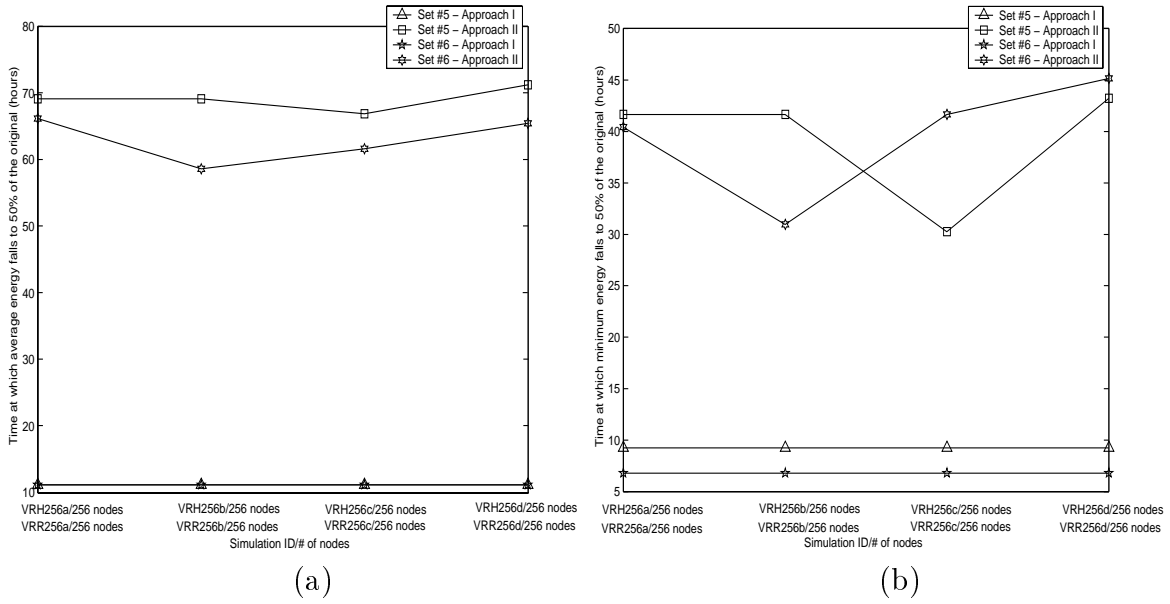 Set #5 – Approach I
Set #5 – Approach II
Set #6 – Approach I
Set #6 – Approach II
Time at which average energy falls to 50% of the original (hours)
80
70
60
50
40
30
20
10
VRH256a/256 nodes
VRH256b/256 nodes
VRH256c/256 nodes
VRH256d/256 nodes
VRR256a/256 nodes
VRR256b/256 nodes
VRR256c/256 nodes
VRR256d/256 nodes
Simulation ID/# of nodes
(a)
Set #5 – Approach I
Set #5 – Approach II
Set #6 – Approach I
Set #6 – Approach II
Time at which minimum energy falls to 50% of the original (hours)
50
45
40
35
30
25
20
15
10
5
VRH256a/256 nodes
VRH256b/256 nodes
VRH256c/256 nodes
VRH256d/256 nodes
VRR256a/256 nodes
VRR256b/256 nodes
VRR256c/256 nodes
VRR256d/256 nodes
Simulation ID/# of nodes
(b)